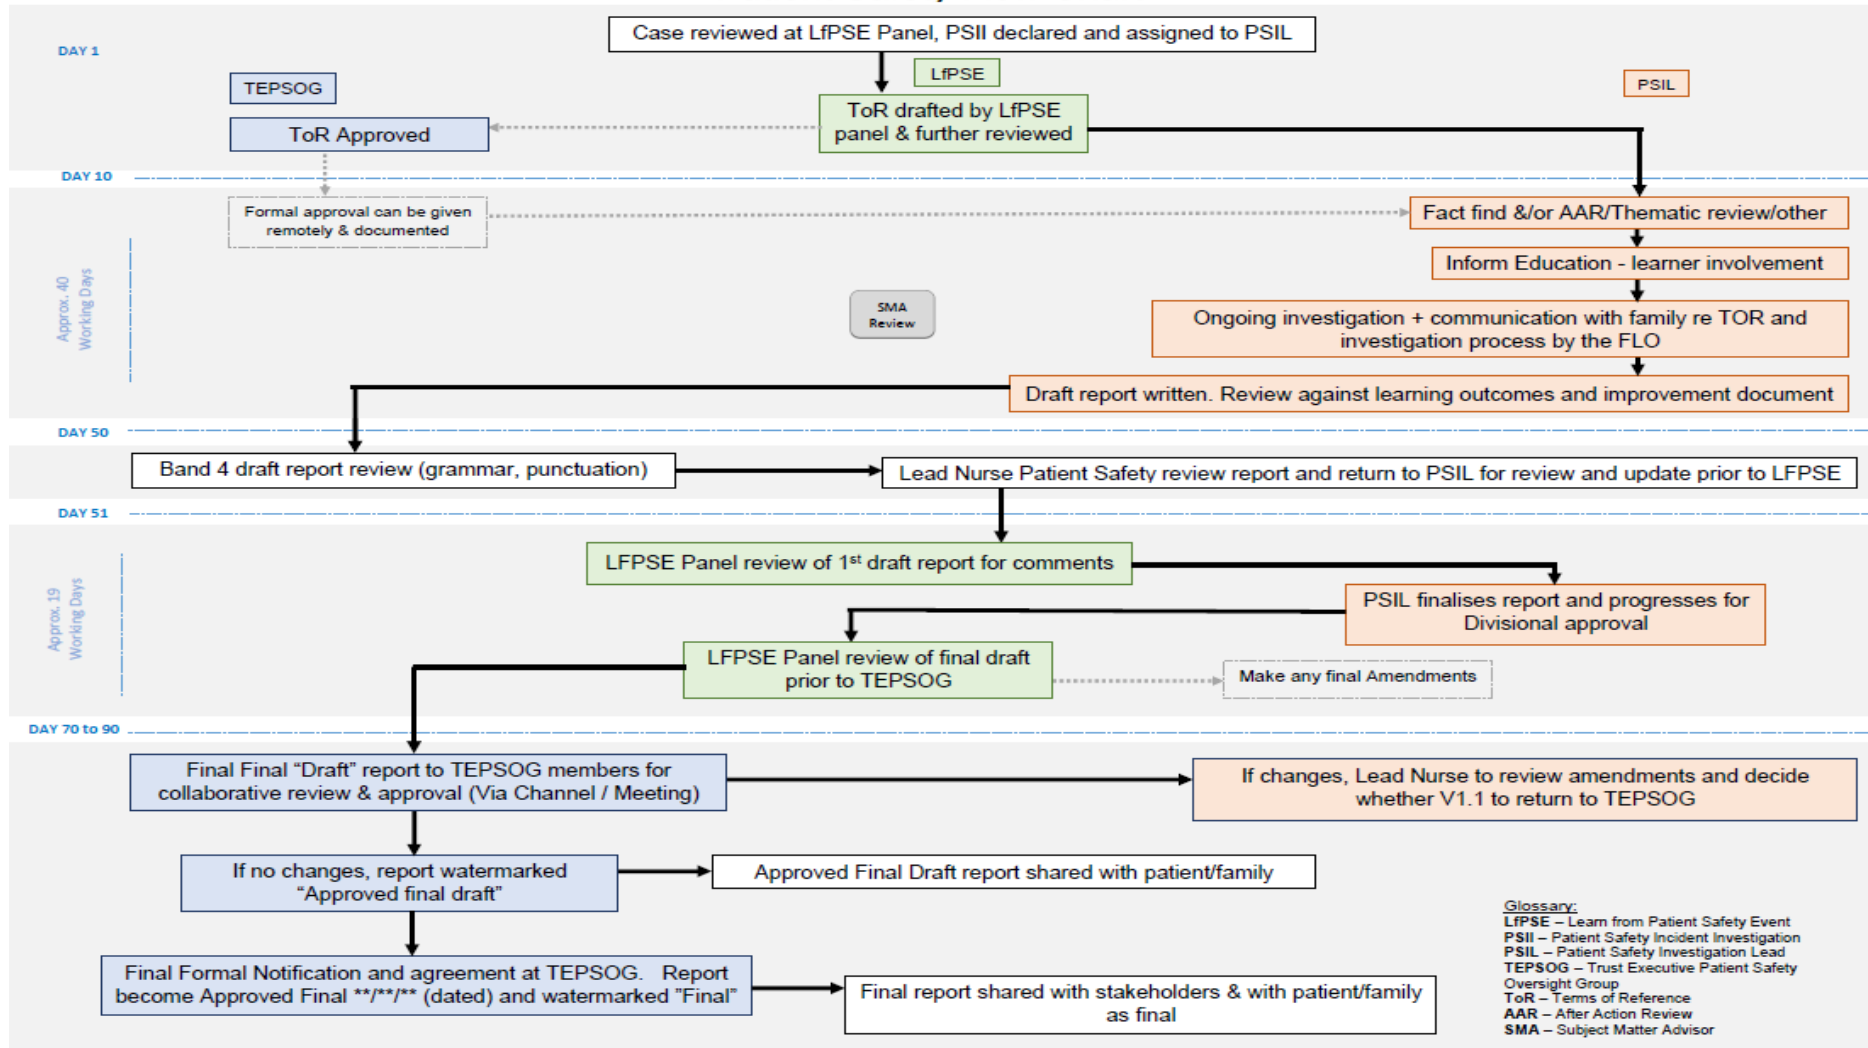 DAY 1
Case reviewed at LfPSE Panel, PSII declared and assigned to PSIL
TEPSOG
LfPSE
PSIL
ToR Approved
ToR drafted by LfPSE
panel & further reviewed
DAY 10
Formal approval can be given
remotely & documented
Fact find &/or AAR/Thematic review/other
Inform Education - learner involvement
Approx. 40
Working Days
SMA
Review
Ongoing investigation + communication with family re TOR and
investigation process by the FLO
Draft report written. Review against learning outcomes and improvement document
DAY 50
Band 4 draft report review (grammar, punctuation)
Lead Nurse Patient Safety review report and return to PSIL for review and update prior to LFPSE
DAY 51
LFPSE Panel review of 1st draft report for comments
Approx. 19
Working Days
PSIL finalises report and progresses for
Divisional approval
LFPSE Panel review of final draft
prior to TEPSOG
Make any final Amendments
DAY 70 to 90
Final Final “Draft” report to TEPSOG members for
collaborative review & approval (Via Channel / Meeting)
If changes, Lead Nurse to review amendments and decide
whether V1.1 to return to TEPSOG
If no changes, report watermarked
“Approved final draft”
Approved Final Draft report shared with patient/family
Final Formal Notification and agreement at TEPSOG. Report
become Approved Final **/**/** (dated) and watermarked ”Final”
Final report shared with stakeholders & with patient/family
as final
Glossary:
LfPSE – Learn from Patient Safety Event
PSII – Patient Safety Incident Investigation
PSIL – Patient Safety Investigation Lead
TEPSOG – Trust Executive Patient Safety
Oversight Group
ToR – Terms of Reference
AAR – After Action Review
SMA – Subject Matter Advisor